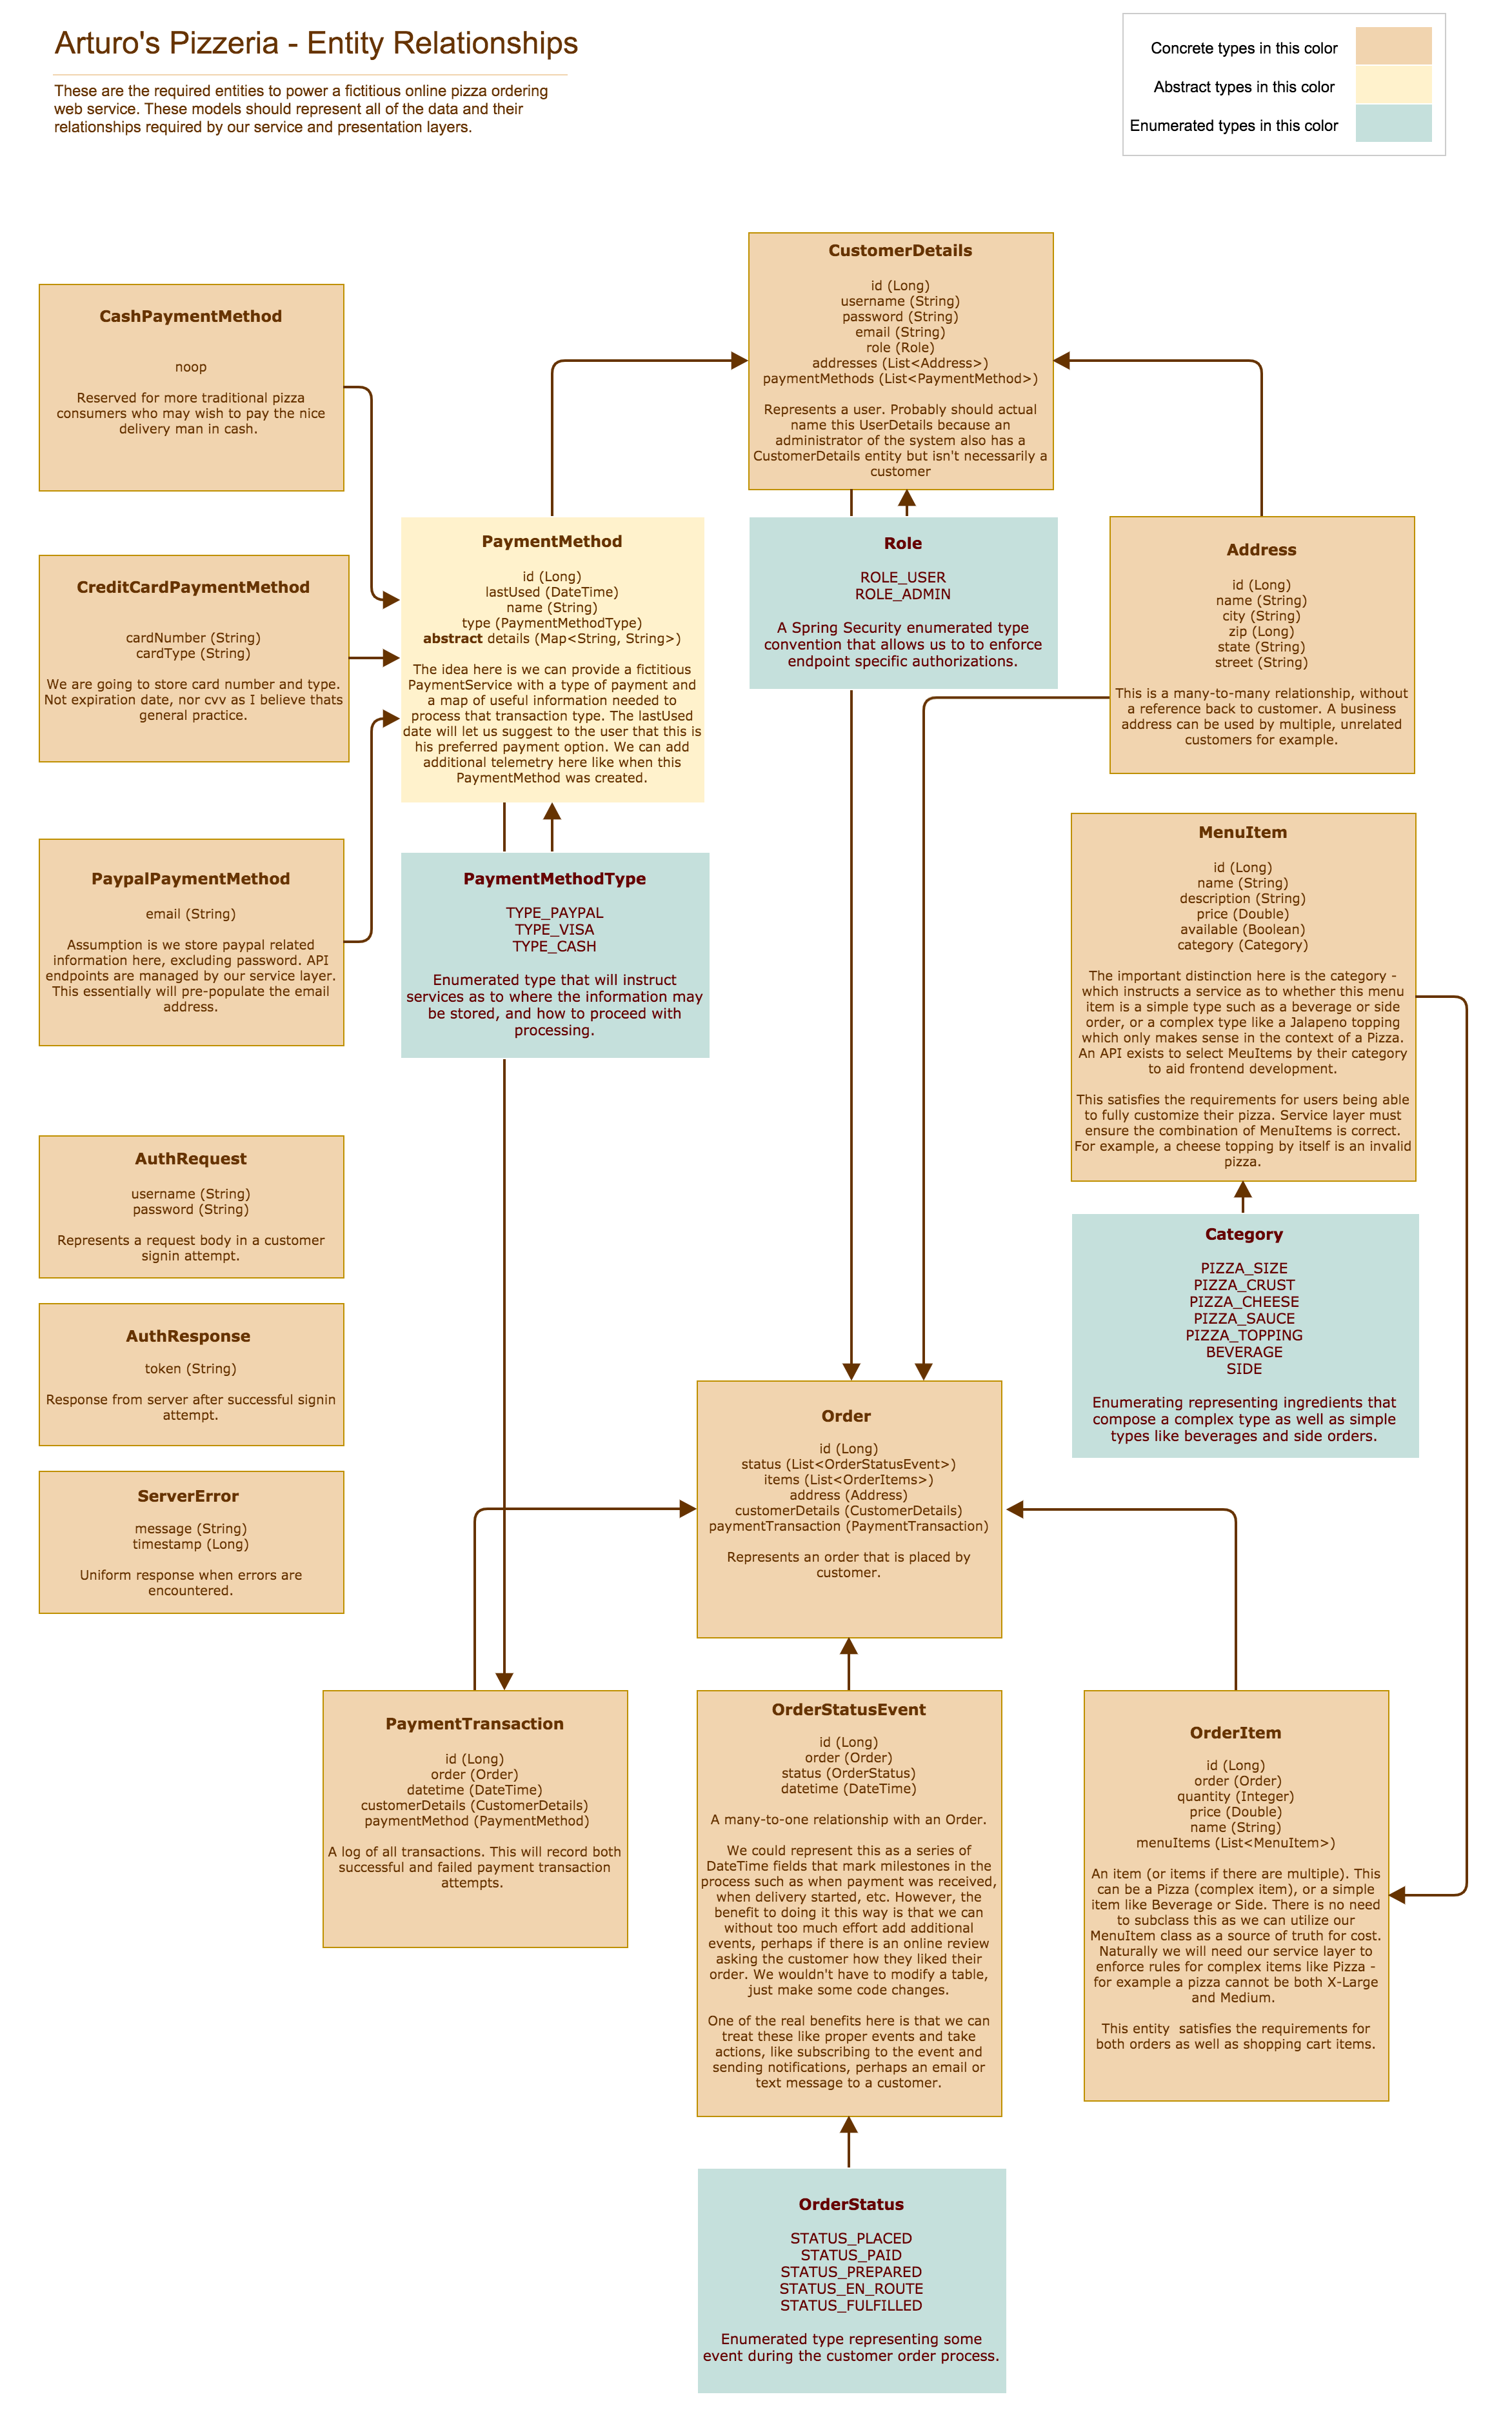 Arturo's Pizzeria - Entity Relationships
These are the required entities to power a fictitious online pizza ordering
web service. These models should represent all of the data and their
relationships required by our service and presentation layers.
Concrete types in this color
Abstract types in this color
Enumerated types in this color
CustomerDetails
id (Long)
username (String)
password (String)
email (String)
role (Role)
addresses (List<Address>)
paymentMethods (List<PaymentMethod>)
Represents a user. Probably should actual
name this UserDetails because an
administrator of the system also has a
CustomerDetails entity but isn't necessarily a
customer
CashPaymentMethod
noop
Reserved for more traditional pizza
consumers who may wish to pay the nice
delivery man in cash.
CreditCardPaymentMethod
cardNumber (String)
cardType (String)
We are going to store card number and type.
Not expiration date, nor cvv as I believe thats
general practice.
PaypalPaymentMethod
email (String)
Assumption is we store paypal related
information here, excluding password. API
endpoints are managed by our service layer.
This essentially will pre-populate the email
address.
PaymentMethod
id (Long)
lastUsed (DateTime)
name (String)
type (PaymentMethodType)
abstract details (Map<String, String>)
The idea here is we can provide a fictitious
PaymentService with a type of payment and
a map of useful information needed to
process that transaction type. The lastUsed
date will let us suggest to the user that this is
his preferred payment option. We can add
additional telemetry here like when this
PaymentMethod was created.
Role
ROLE_USER
ROLE_ADMIN
A Spring Security enumerated type
convention that allows us to to enforce
endpoint specific authorizations.
Address
id (Long)
name (String)
city (String)
zip (Long)
state (String)
street (String)
This is a many-to-many relationship, without
a reference back to customer. A business
address can be used by multiple, unrelated
customers for example.
PaymentMethodType
TYPE_PAYPAL
TYPE_VISA
TYPE_CASH
Enumerated type that will instruct
services as to where the information may
be stored, and how to proceed with
processing.
MenuItem
id (Long)
name (String)
description (String)
price (Double)
available (Boolean)
category (Category)
The important distinction here is the category -
which instructs a service as to whether this menu
item is a simple type such as a beverage or side
order, or a complex type like a Jalapeno topping
which only makes sense in the context of a Pizza.
An API exists to select MeuItems by their category
to aid frontend development.
This satisfies the requirements for users being able
to fully customize their pizza. Service layer must
ensure the combination of MenuItems is correct.
For example, a cheese topping by itself is an invalid
pizza.
AuthRequest
username (String)
password (String)
Represents a request body in a customer
signin attempt.
AuthResponse
token (String)
Response from server after successful signin
attempt.
ServerError
message (String)
timestamp (Long)
Uniform response when errors are
encountered.
Category
PIZZA_SIZE
PIZZA_CRUST
PIZZA_CHEESE
PIZZA_SAUCE
PIZZA_TOPPING
BEVERAGE
SIDE
Enumerating representing ingredients that
compose a complex type as well as simple
types like beverages and side orders.
Order
id (Long)
status (List<OrderStatusEvent>)
items (List<OrderItems>)
address (Address)
customerDetails (CustomerDetails)
paymentTransaction (PaymentTransaction)
Represents an order that is placed by
customer.
PaymentTransaction
id (Long)
order (Order)
datetime (DateTime)
customerDetails (CustomerDetails)
paymentMethod (PaymentMethod)
A log of all transactions. This will record both
successful and failed payment transaction
attempts.
OrderStatusEvent
id (Long)
order (Order)
status (OrderStatus)
datetime (DateTime)
A many-to-one relationship with an Order.
We could represent this as a series of
DateTime fields that mark milestones in the
process such as when payment was received,
when delivery started, etc. However, the
benefit to doing it this way is that we can
without too much effort add additional
events, perhaps if there is an online review
asking the customer how they liked their
order. We wouldn't have to modify a table,
just make some code changes.
One of the real benefits here is that we can
treat these like proper events and take
actions, like subscribing to the event and
sending notifications, perhaps an email or
text message to a customer.
OrderItem
id (Long)
order (Order)
quantity (Integer)
price (Double)
name (String)
menuItems (List<MenuItem>)
An item (or items if there are multiple). This
can be a Pizza (complex item), or a simple
item like Beverage or Side. There is no need
to subclass this as we can utilize our
MenuItem class as a source of truth for cost.
Naturally we will need our service layer to
enforce rules for complex items like Pizza -
for example a pizza cannot be both X-Large
and Medium.
This entity  satisfies the requirements for
both orders as well as shopping cart items.
OrderStatus
STATUS_PLACED
STATUS_PAID
STATUS_PREPARED
STATUS_EN_ROUTE
STATUS_FULFILLED
Enumerated type representing some
event during the customer order process.